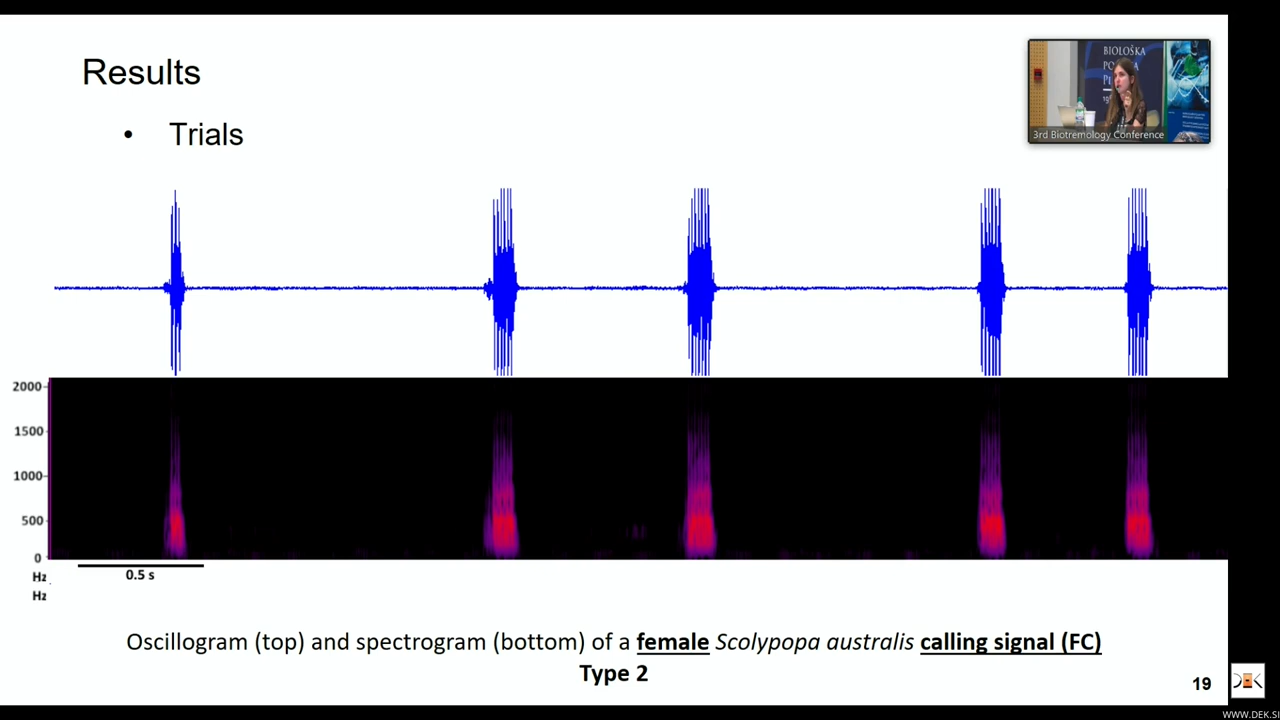 Results
• Trials
BIOLOŠKA
3rd Biotremology Conference
2000
1500
1000
500
0
Hz
Hz
0.5 s
Oscillogram (top) and spectrogram (bottom) of a female Scolypopa australis calling signal (FC)
Type 2
19
WWW.DEK.SI